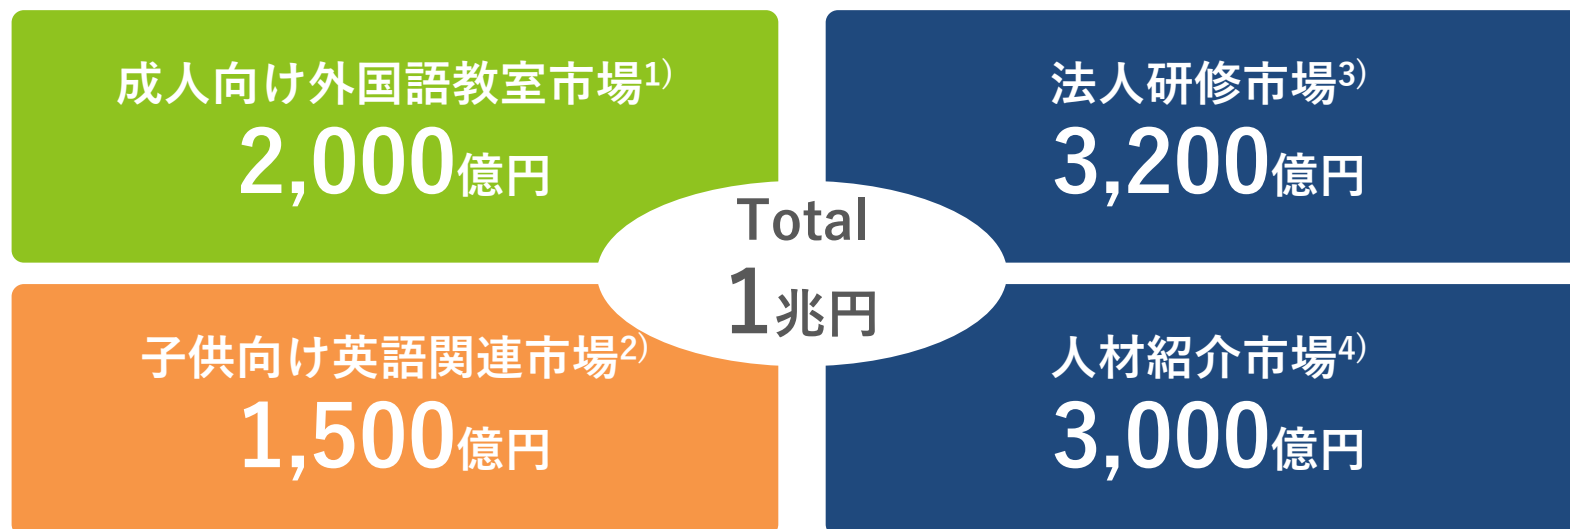 成人向け外国語教室市場1)
2,000億円
法人研修市場3)
3,200億円
Total
1兆円
子供向け英語関連市場2)
1,500億円
人材紹介市場4)
3,000億円